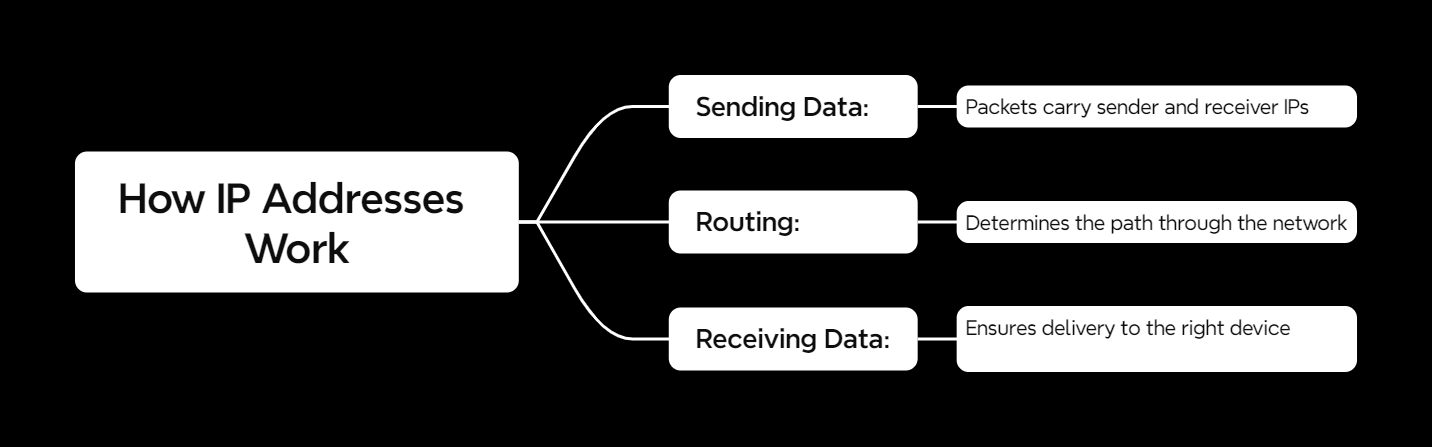 How IP Addresses
Work
Sending Data:
Packets carry sender and receiver IPs
Routing:
Determines the path through the network
Receiving Data:
Ensures delivery to the right device